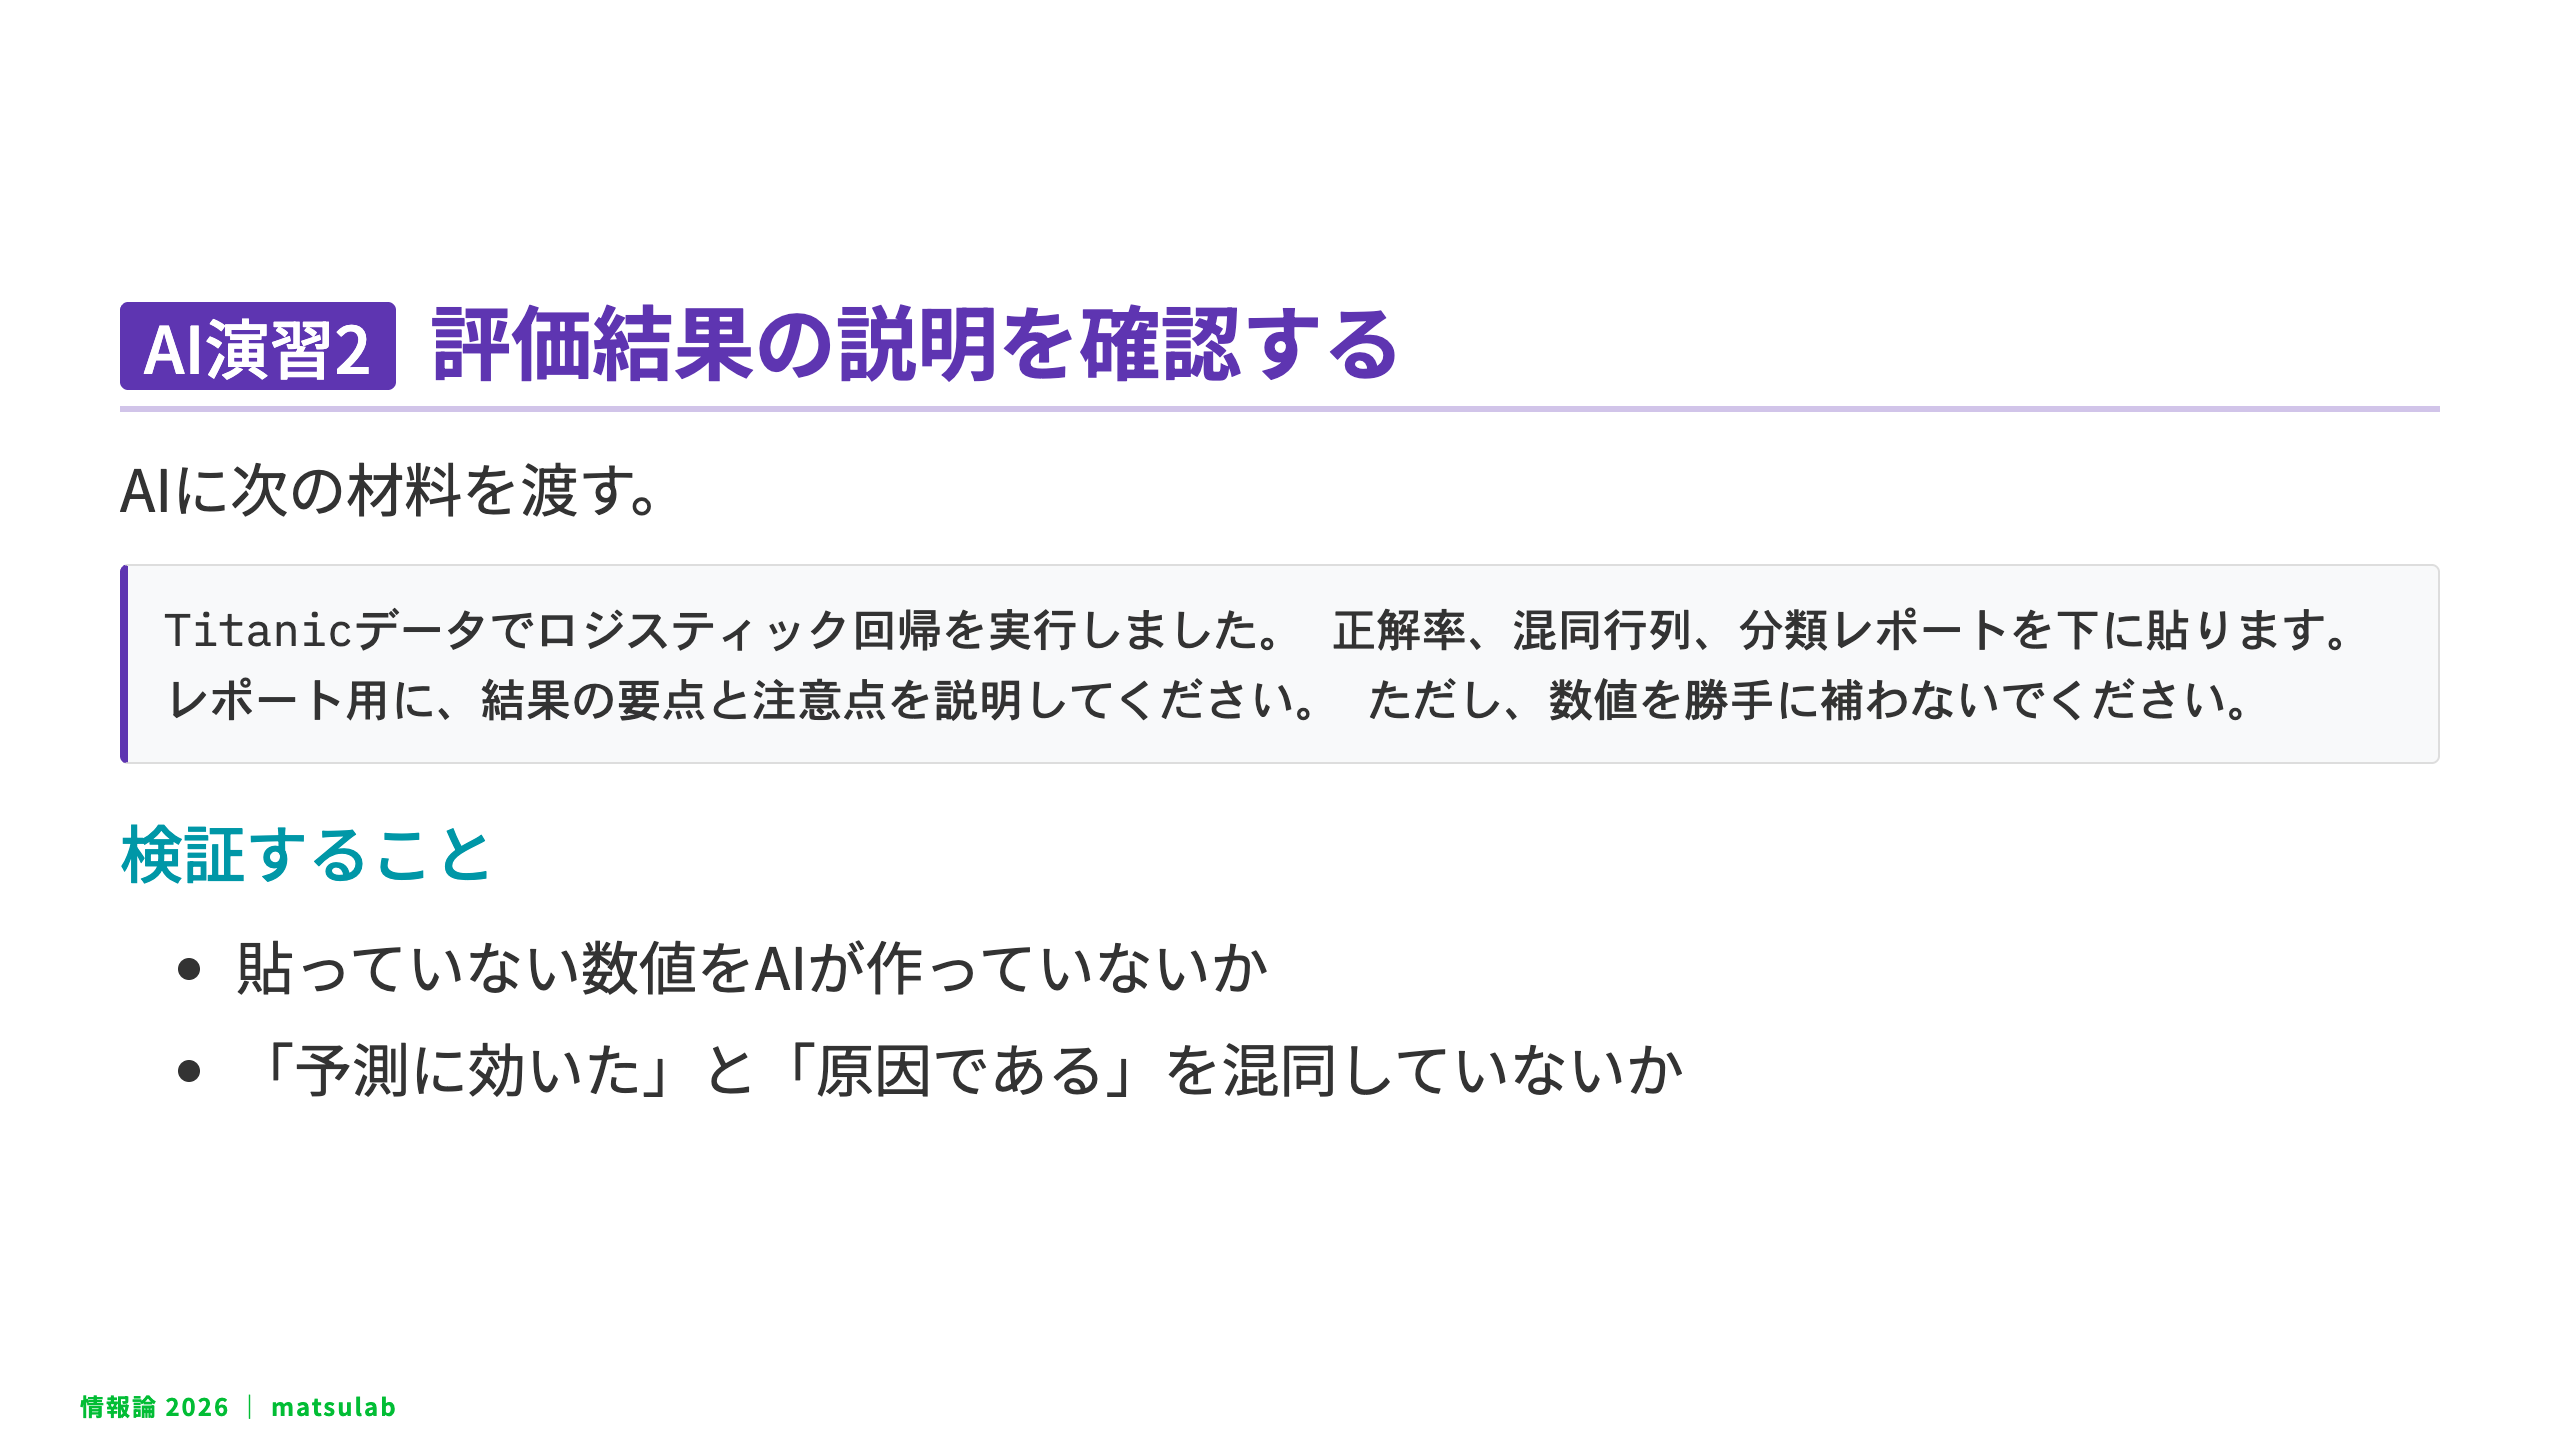 AI演習2 評価結果の説明を確認する
AIに次の材料を渡す。
Titanicデータでロジスティック回帰を実行しました。 正解率、混同行列、分類レポートを下に貼ります。
レポート用に、結果の要点と注意点を説明してください。 ただし、数値を勝手に補わないでください。
検証すること
• 貼っていない数値をAIが作っていないか
• 「予測に効いた」と「原因である」を混同していないか
情報論 2026 | matsulab